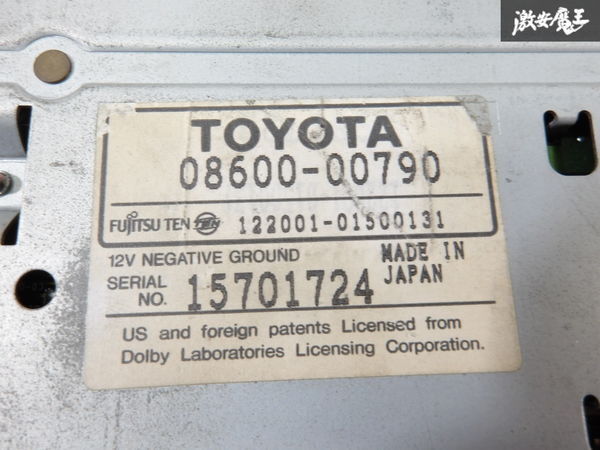 激安魔王
TOYOTA
08600-00790
FUJITSU TEN TEN 122001-01500131
12V NEGATIVE GROUND MADE IN
SERIAL JAPAN
NO. 15701724
US and foreign patents Licensed from
Dolby Laboratories Licensing Corporation.